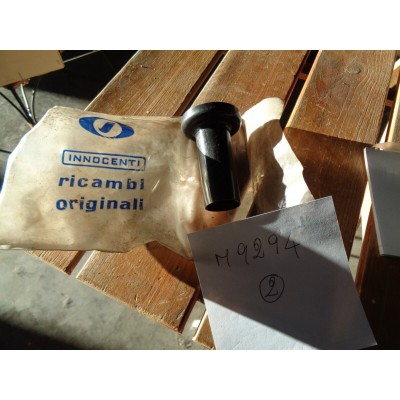 INNOCENTI
ricambi
originali
M9294
2